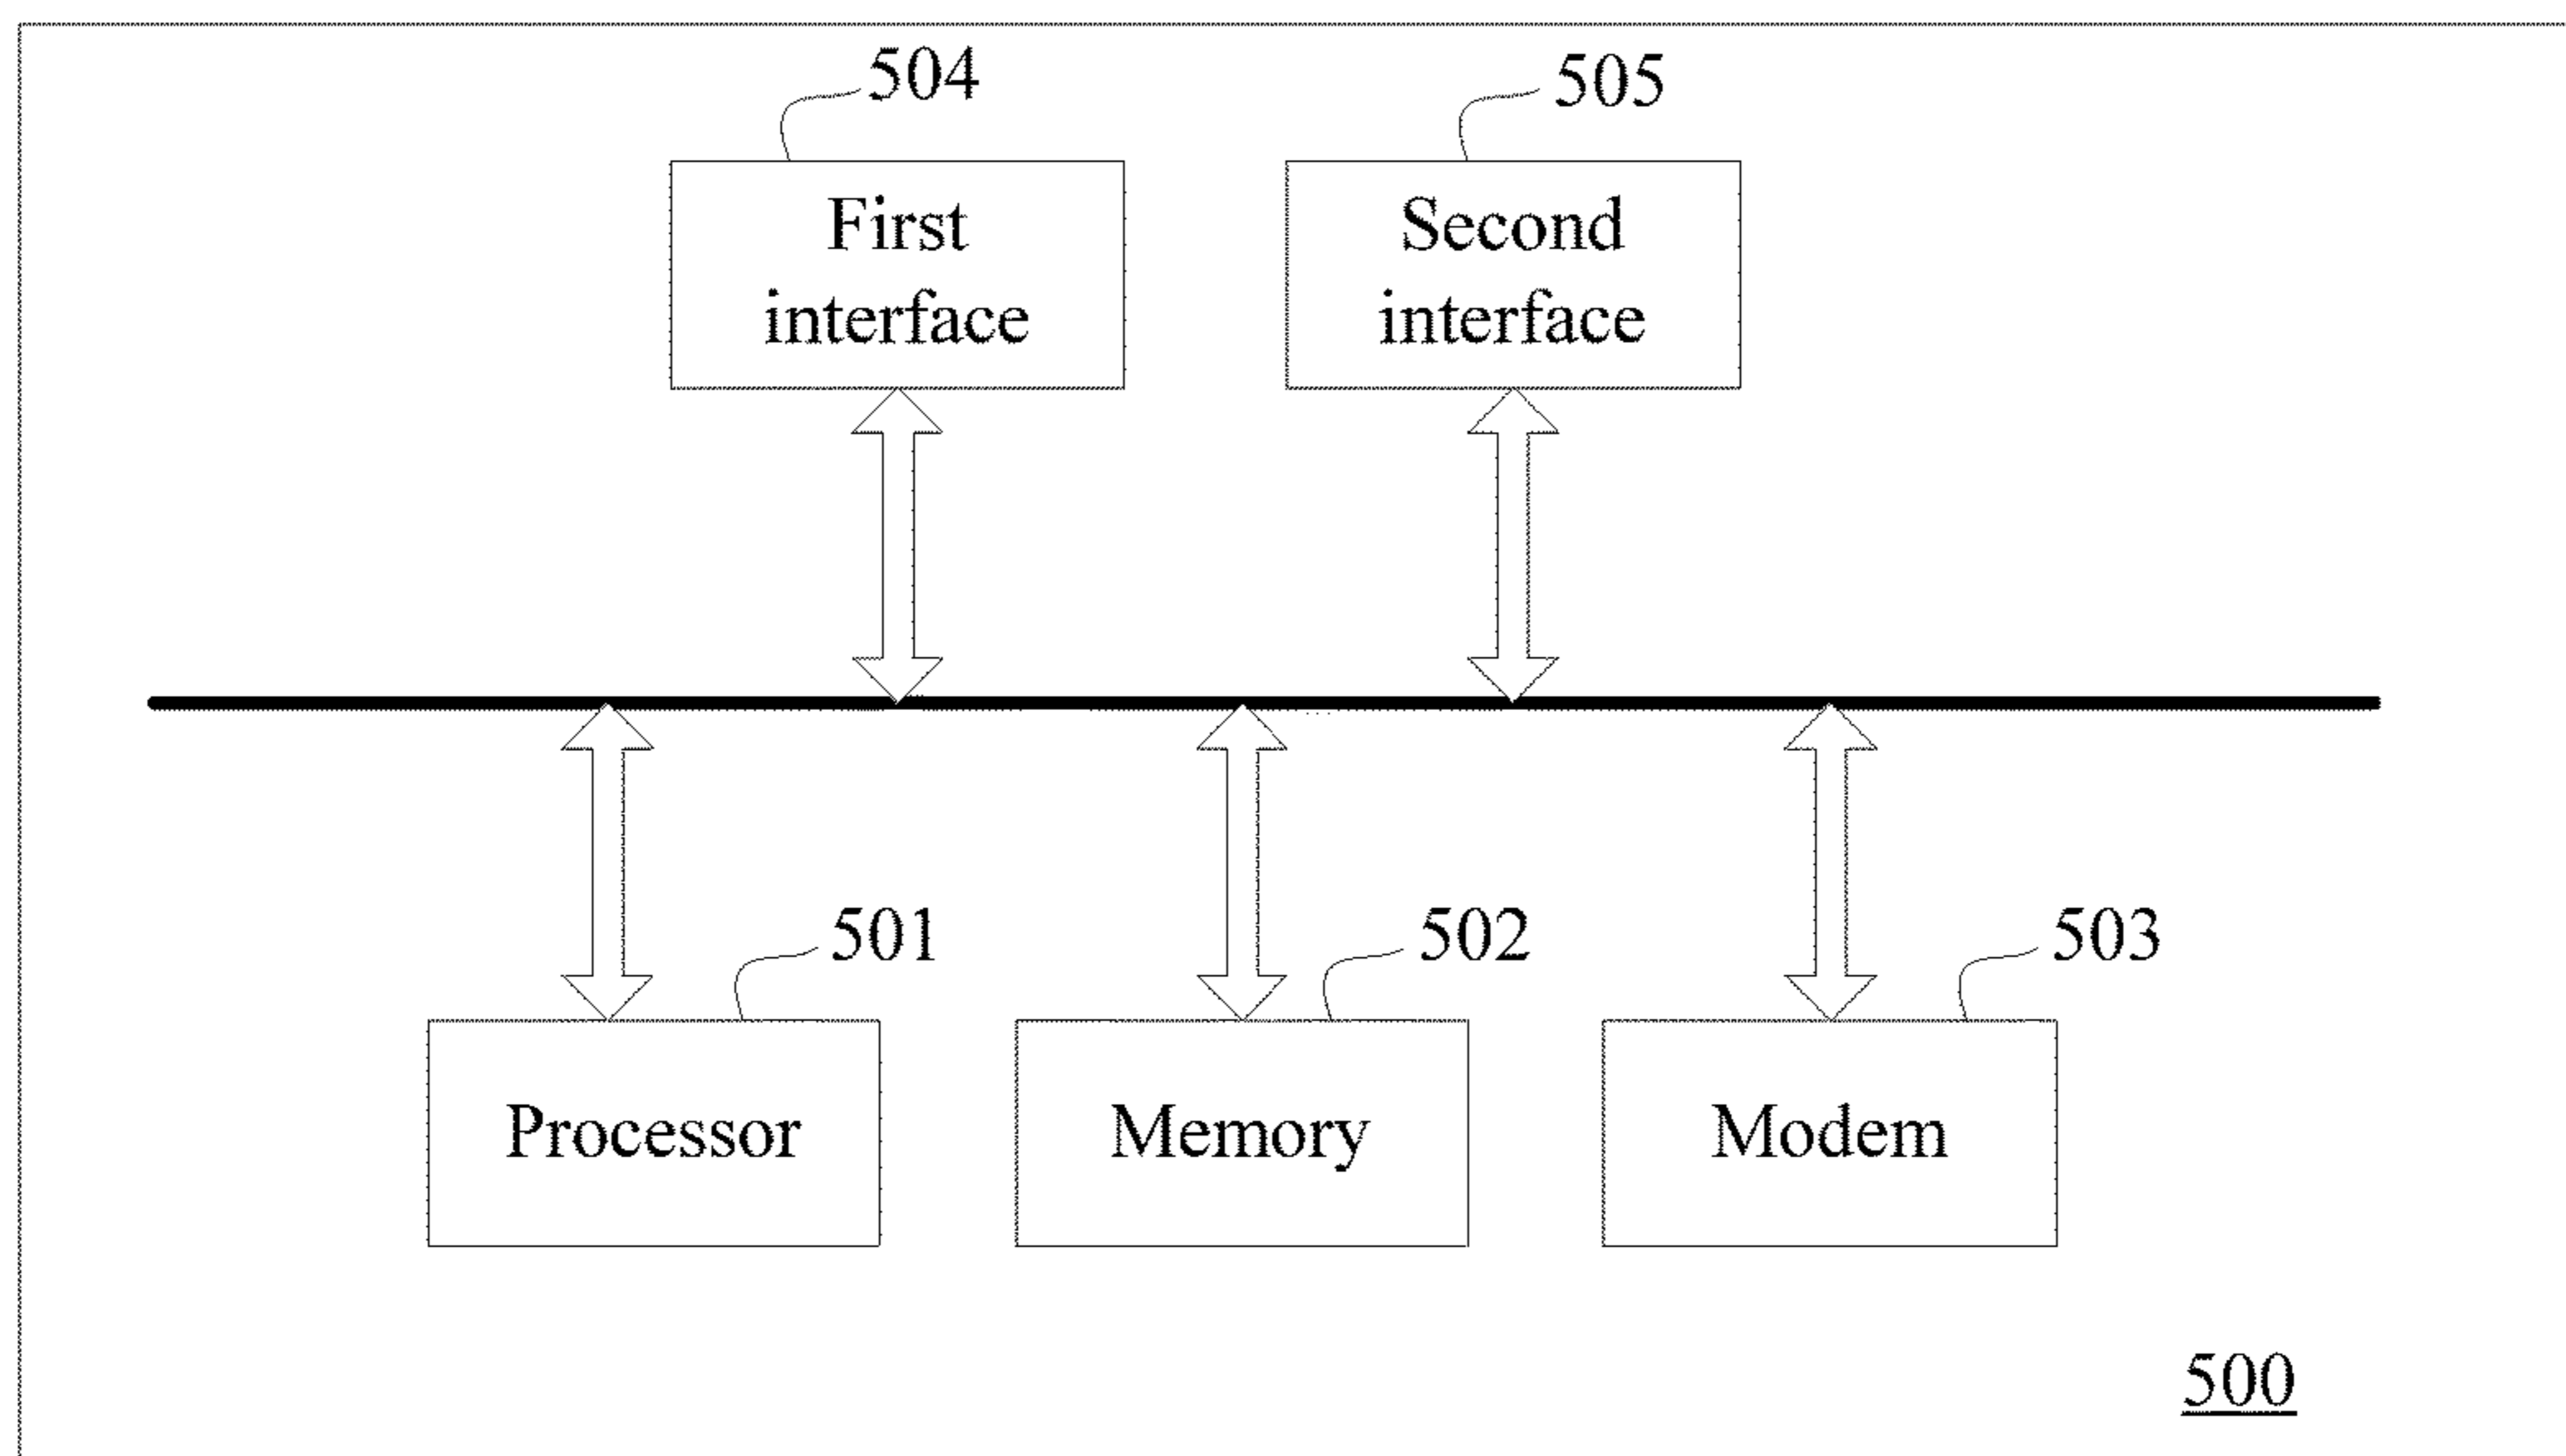 504
505
First
interface
Second
interface
501
502
503
Processor
Memory
Modem
500